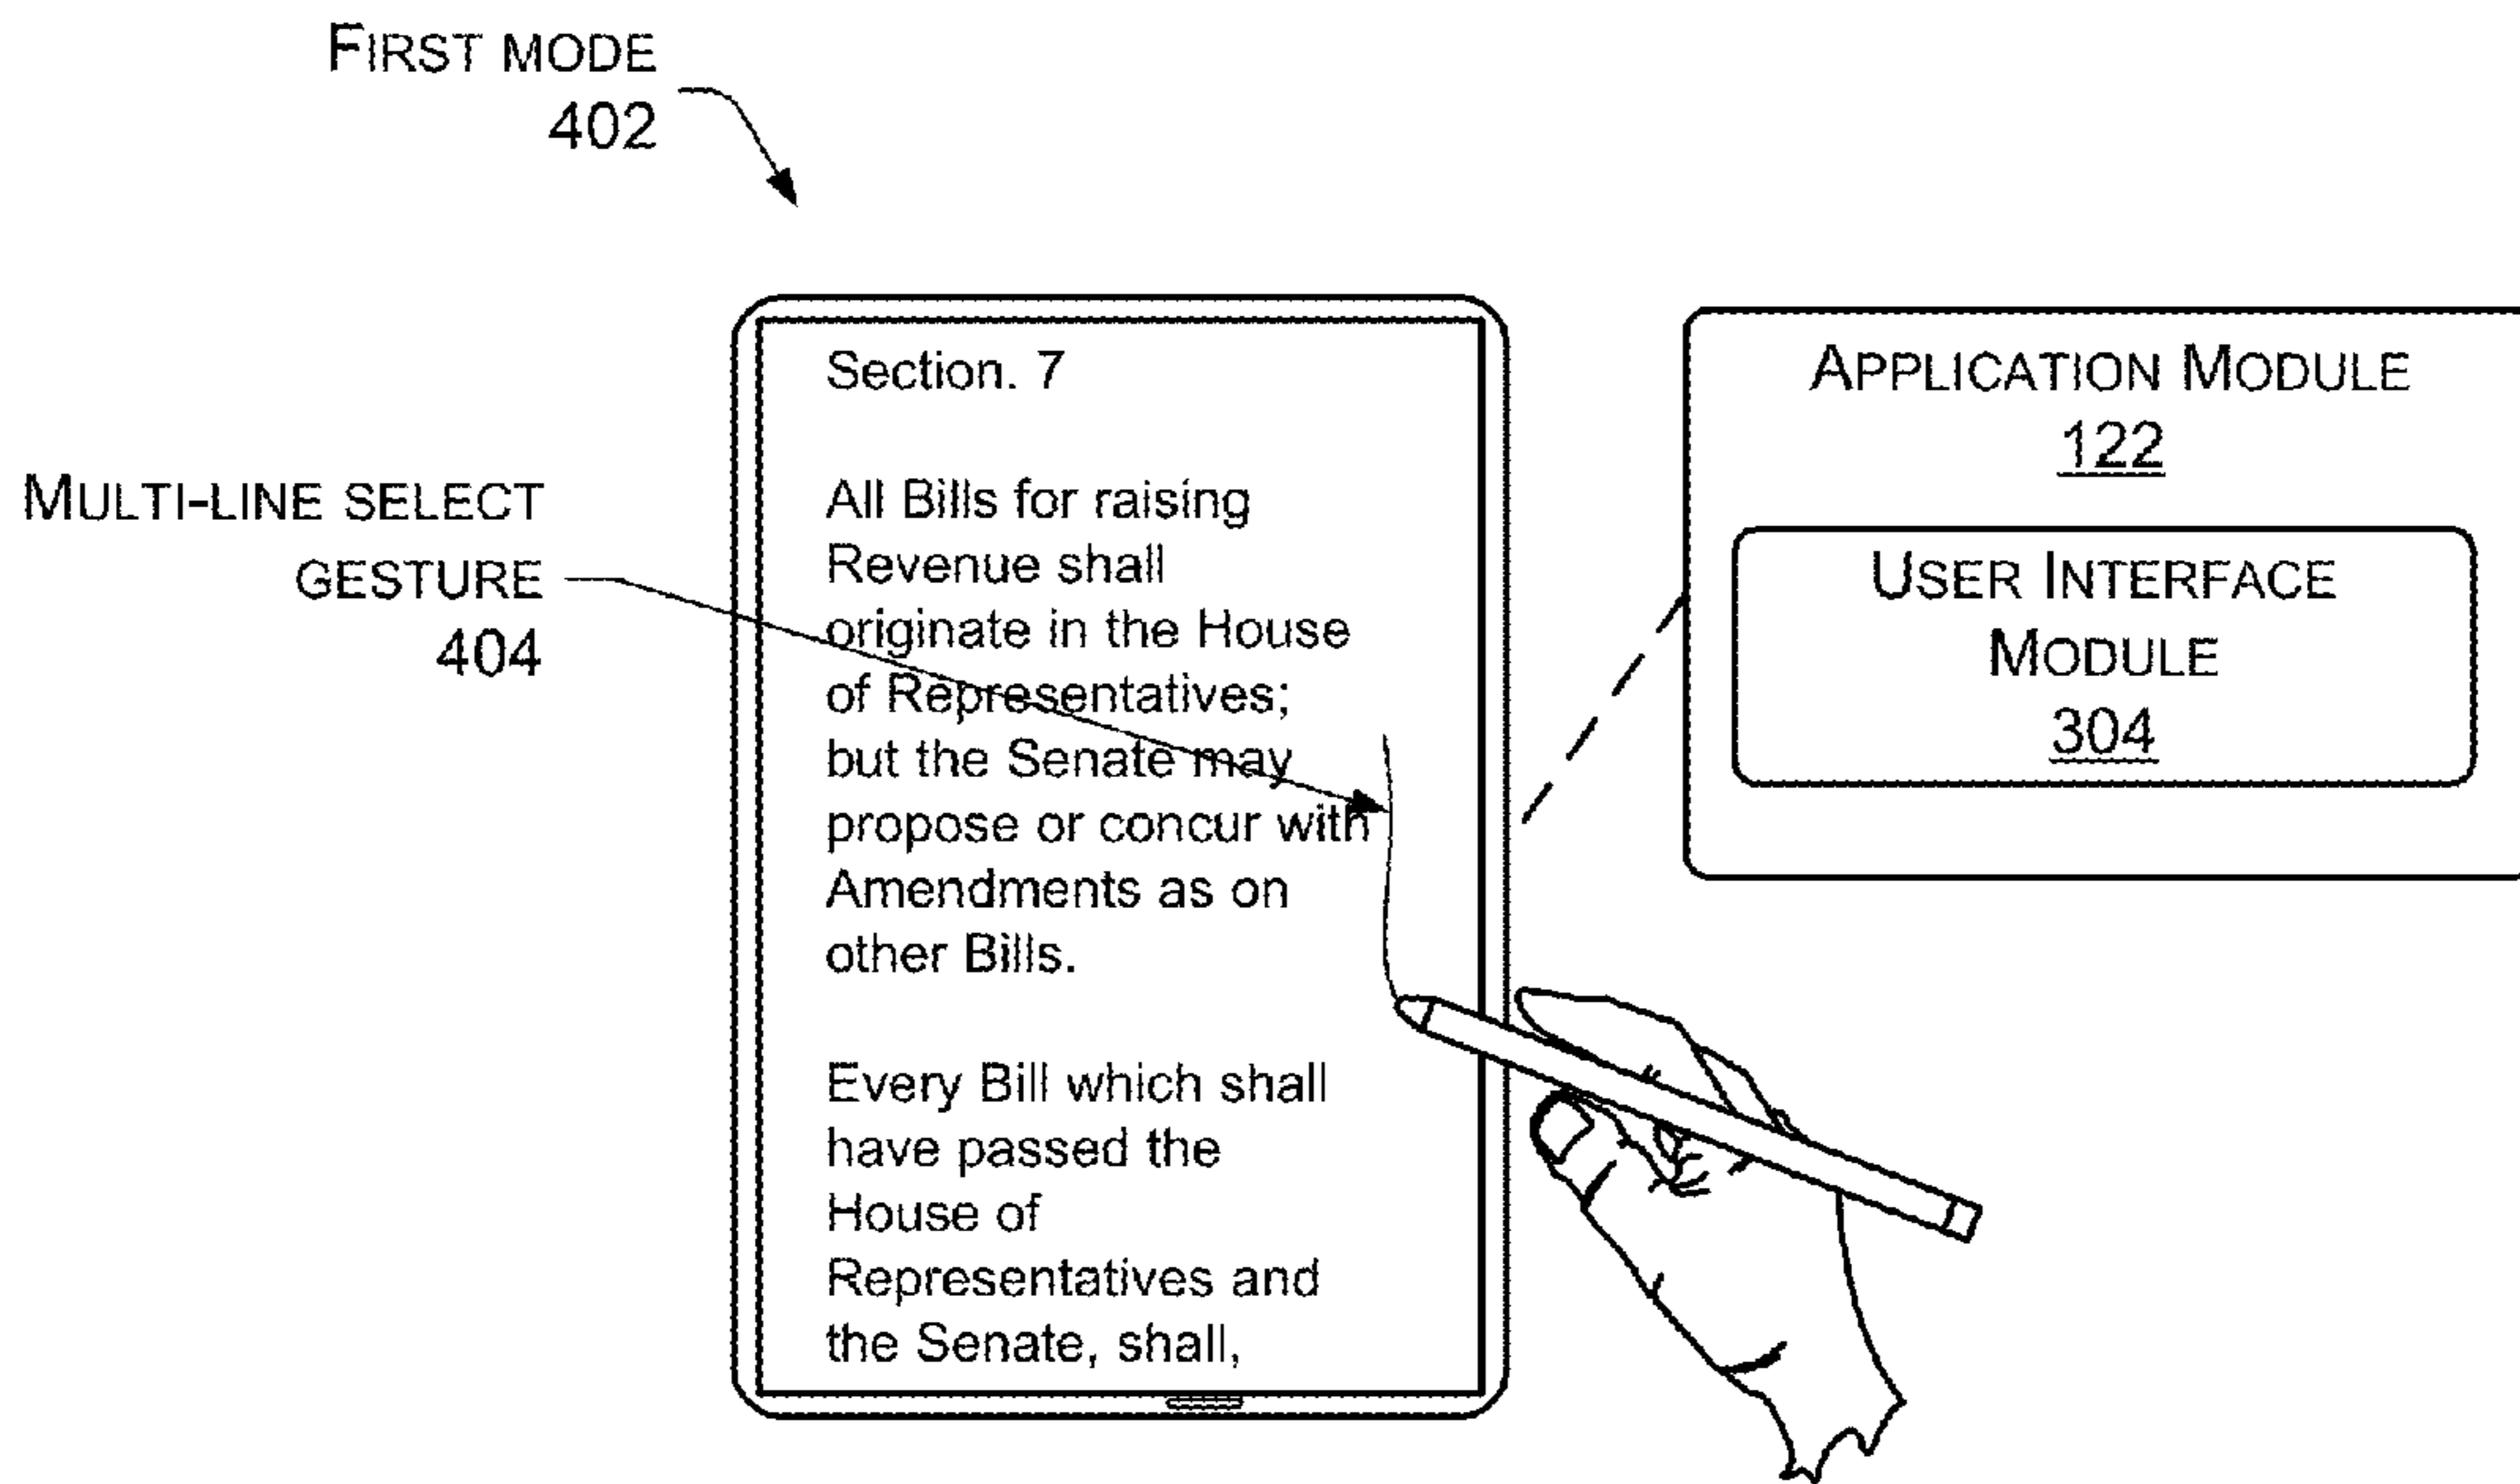 FIRST MODE
402
MULTI-LINE SELECT
GESTURE
404
Section. 7
All Bills for raising
Revenue shall
originate in the House
of Representatives;
but the Senate may
propose or concur with
Amendments as on
other Bills.
Every Bill which shall
have passed the
House of
Representatives and
the Senate, shall,
APPLICATION MODULE
122
USER INTERFACE
MODULE
304